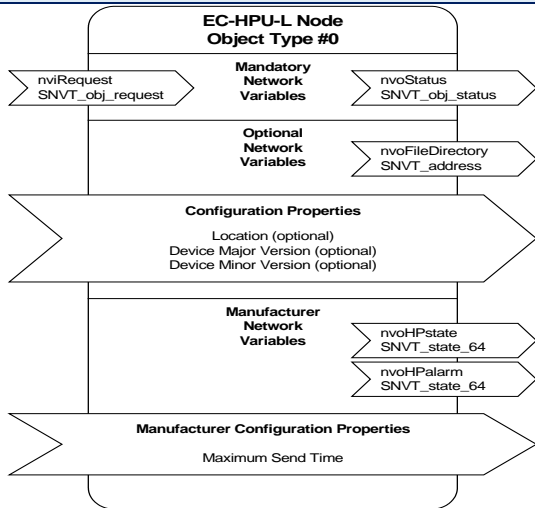 EC-HPU-L Node
Object Type #0
Mandatory
Network
Variables
nviRequest
SNVT_obj_request
nvoStatus
SNVT_obj_status
Optional
Network
Variables
nvoFileDirectory
SNVT_address
Configuration Properties
Location (optional)
Device Major Version (optional)
Device Minor Version (optional)
Manufacturer
Network
Variables
nvoHPstate
SNVT_state_64
nvoHPalarm
SNVT_state_64
Manufacturer Configuration Properties
Maximum Send Time